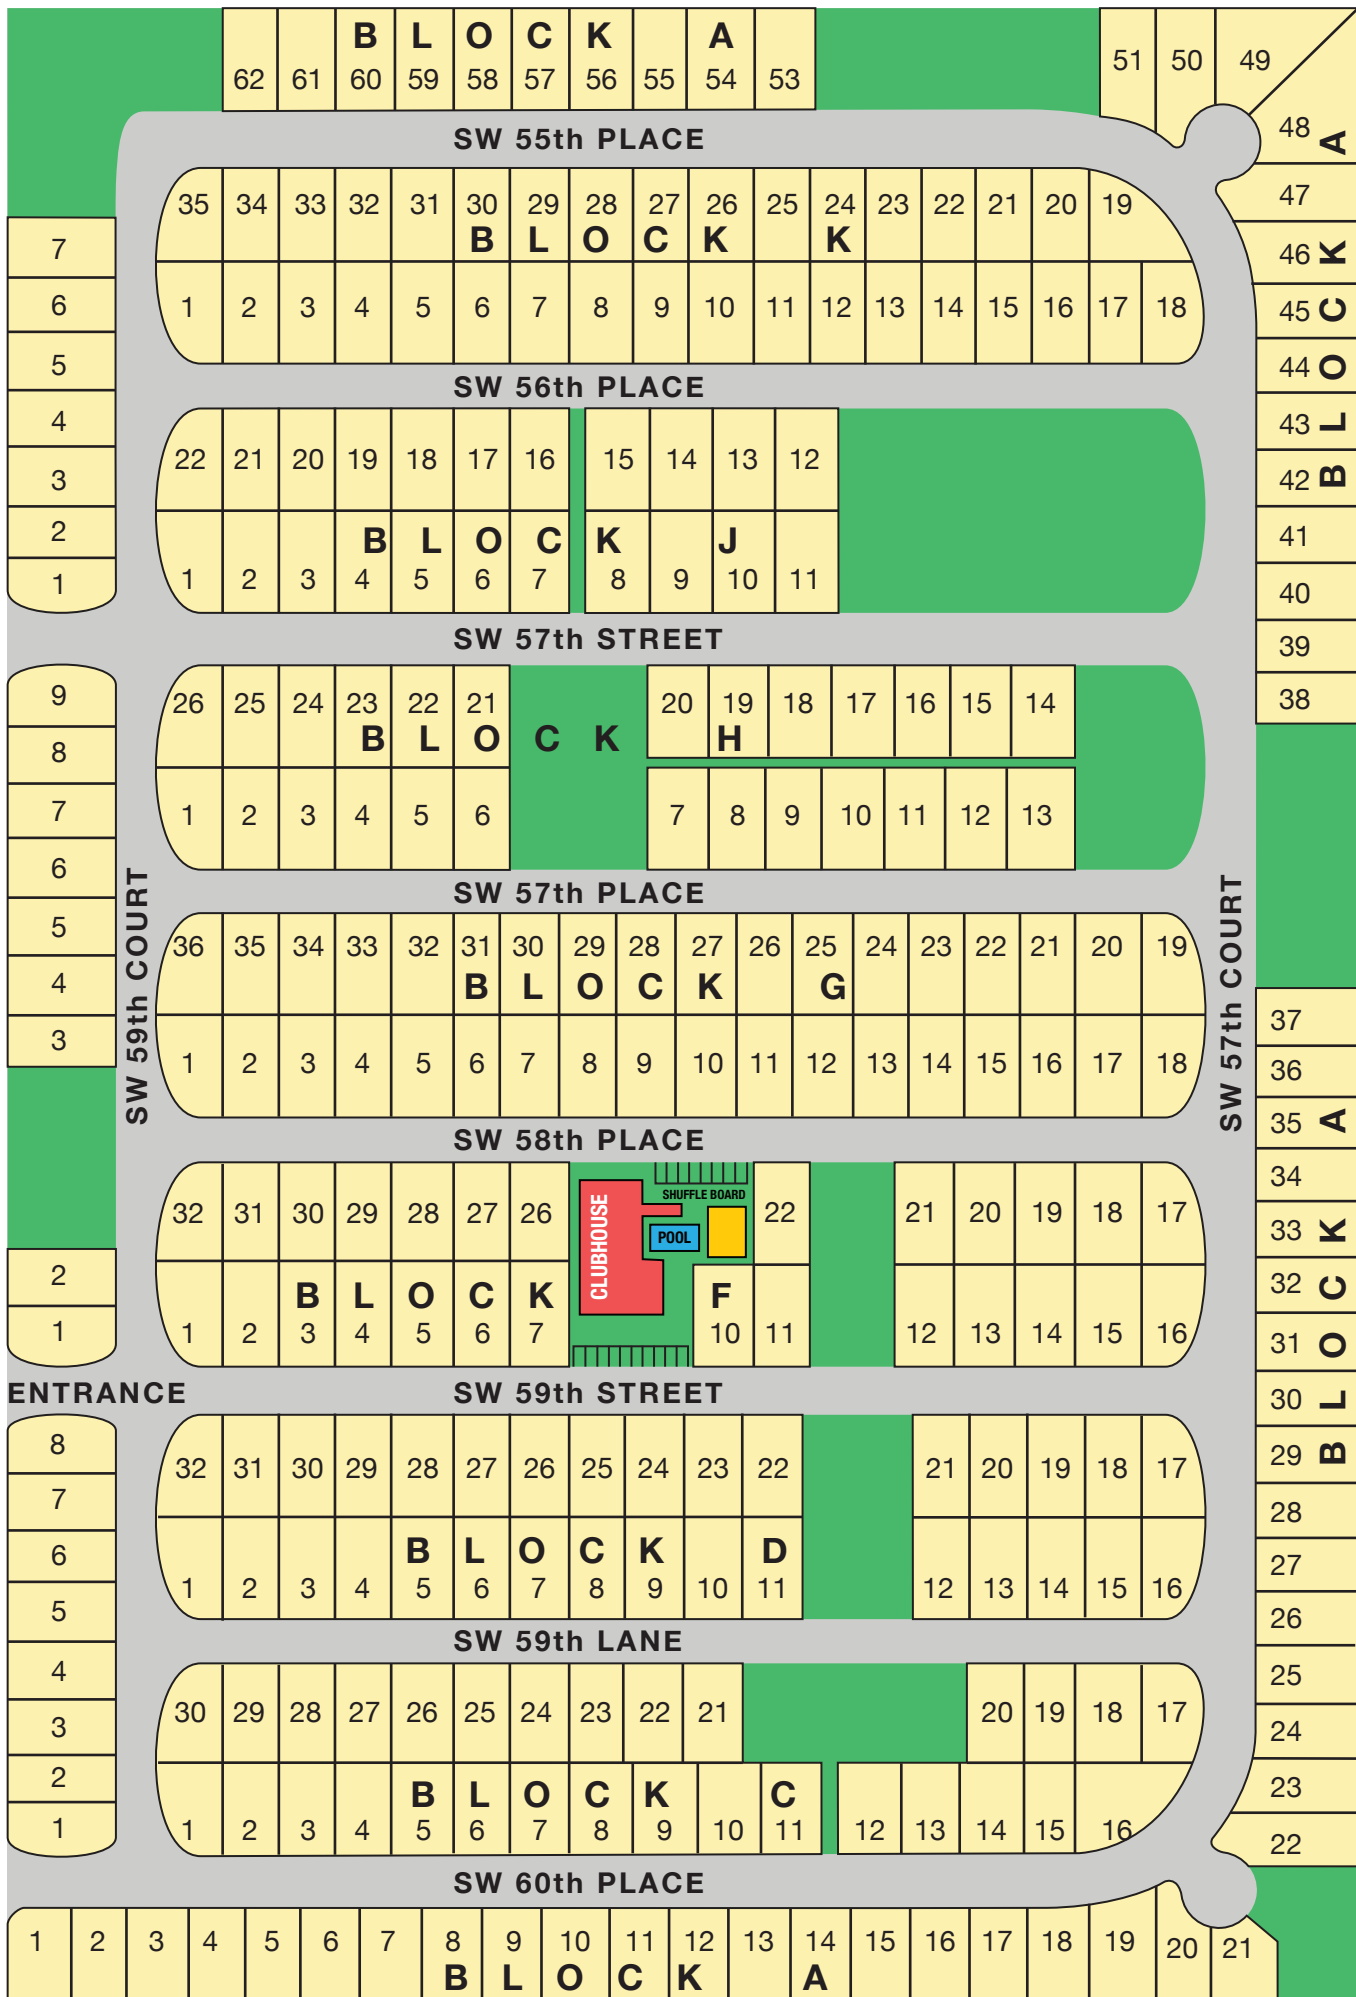 B L O C K A
62 61 60 59 58 57 56 55 54 53
51 50 49
48
SW 55th PLACE
47
46
45
44
43
42
41
40
39
38
BLOCK A
35 34 33 32 31 30 29 28 27 26 25 24 23 22 21 20 19
B L O C K K
1 2 3 4 5 6 7 8 9 10 11 12 13 14 15 16 17 18
7
6
5
4
3
2
1
SW 56th PLACE
22 21 20 19 18 17 16 15 14 13 12
B L O C K J
1 2 3 4 5 6 7 8 9 10 11
SW 57th STREET
26 25 24 23 22 21 20 19 18 17 16 15 14
B L O C K H
1 2 3 4 5 6 7 8 9 10 11 12 13
9
8
7
6
5
4
3
SW 57th PLACE
SW 59th COURT
SW 57th COURT
36 35 34 33 32 31 30 29 28 27 26 25 24 23 22 21 20 19
B L O C K G
1 2 3 4 5 6 7 8 9 10 11 12 13 14 15 16 17 18
SW 58th PLACE
32 31 30 29 28 27 26
CLUBHOUSE
SHUFFLE BOARD
POOL
22 21 20 19 18 17
B L O C K F
1 2 3 4 5 6 7 10 11 12 13 14 15 16
2
1
ENTRANCE
SW 59th STREET
37
36
35
34
33
32
31
30
29
28
27
26
25
24
23
22
BLOCK A
8
7
6
5
4
3
2
1
32 31 30 29 28 27 26 25 24 23 22 21 20 19 18 17
B L O C K D
1 2 3 4 5 6 7 8 9 10 11 12 13 14 15 16
SW 59th LANE
30 29 28 27 26 25 24 23 22 21 20 19 18 17
B L O C K C
1 2 3 4 5 6 7 8 9 10 11 12 13 14 15 16
SW 60th PLACE
1 2 3 4 5 6 7 8 9 10 11 12 13 14 15 16 17 18 19 20 21
B L O C K A